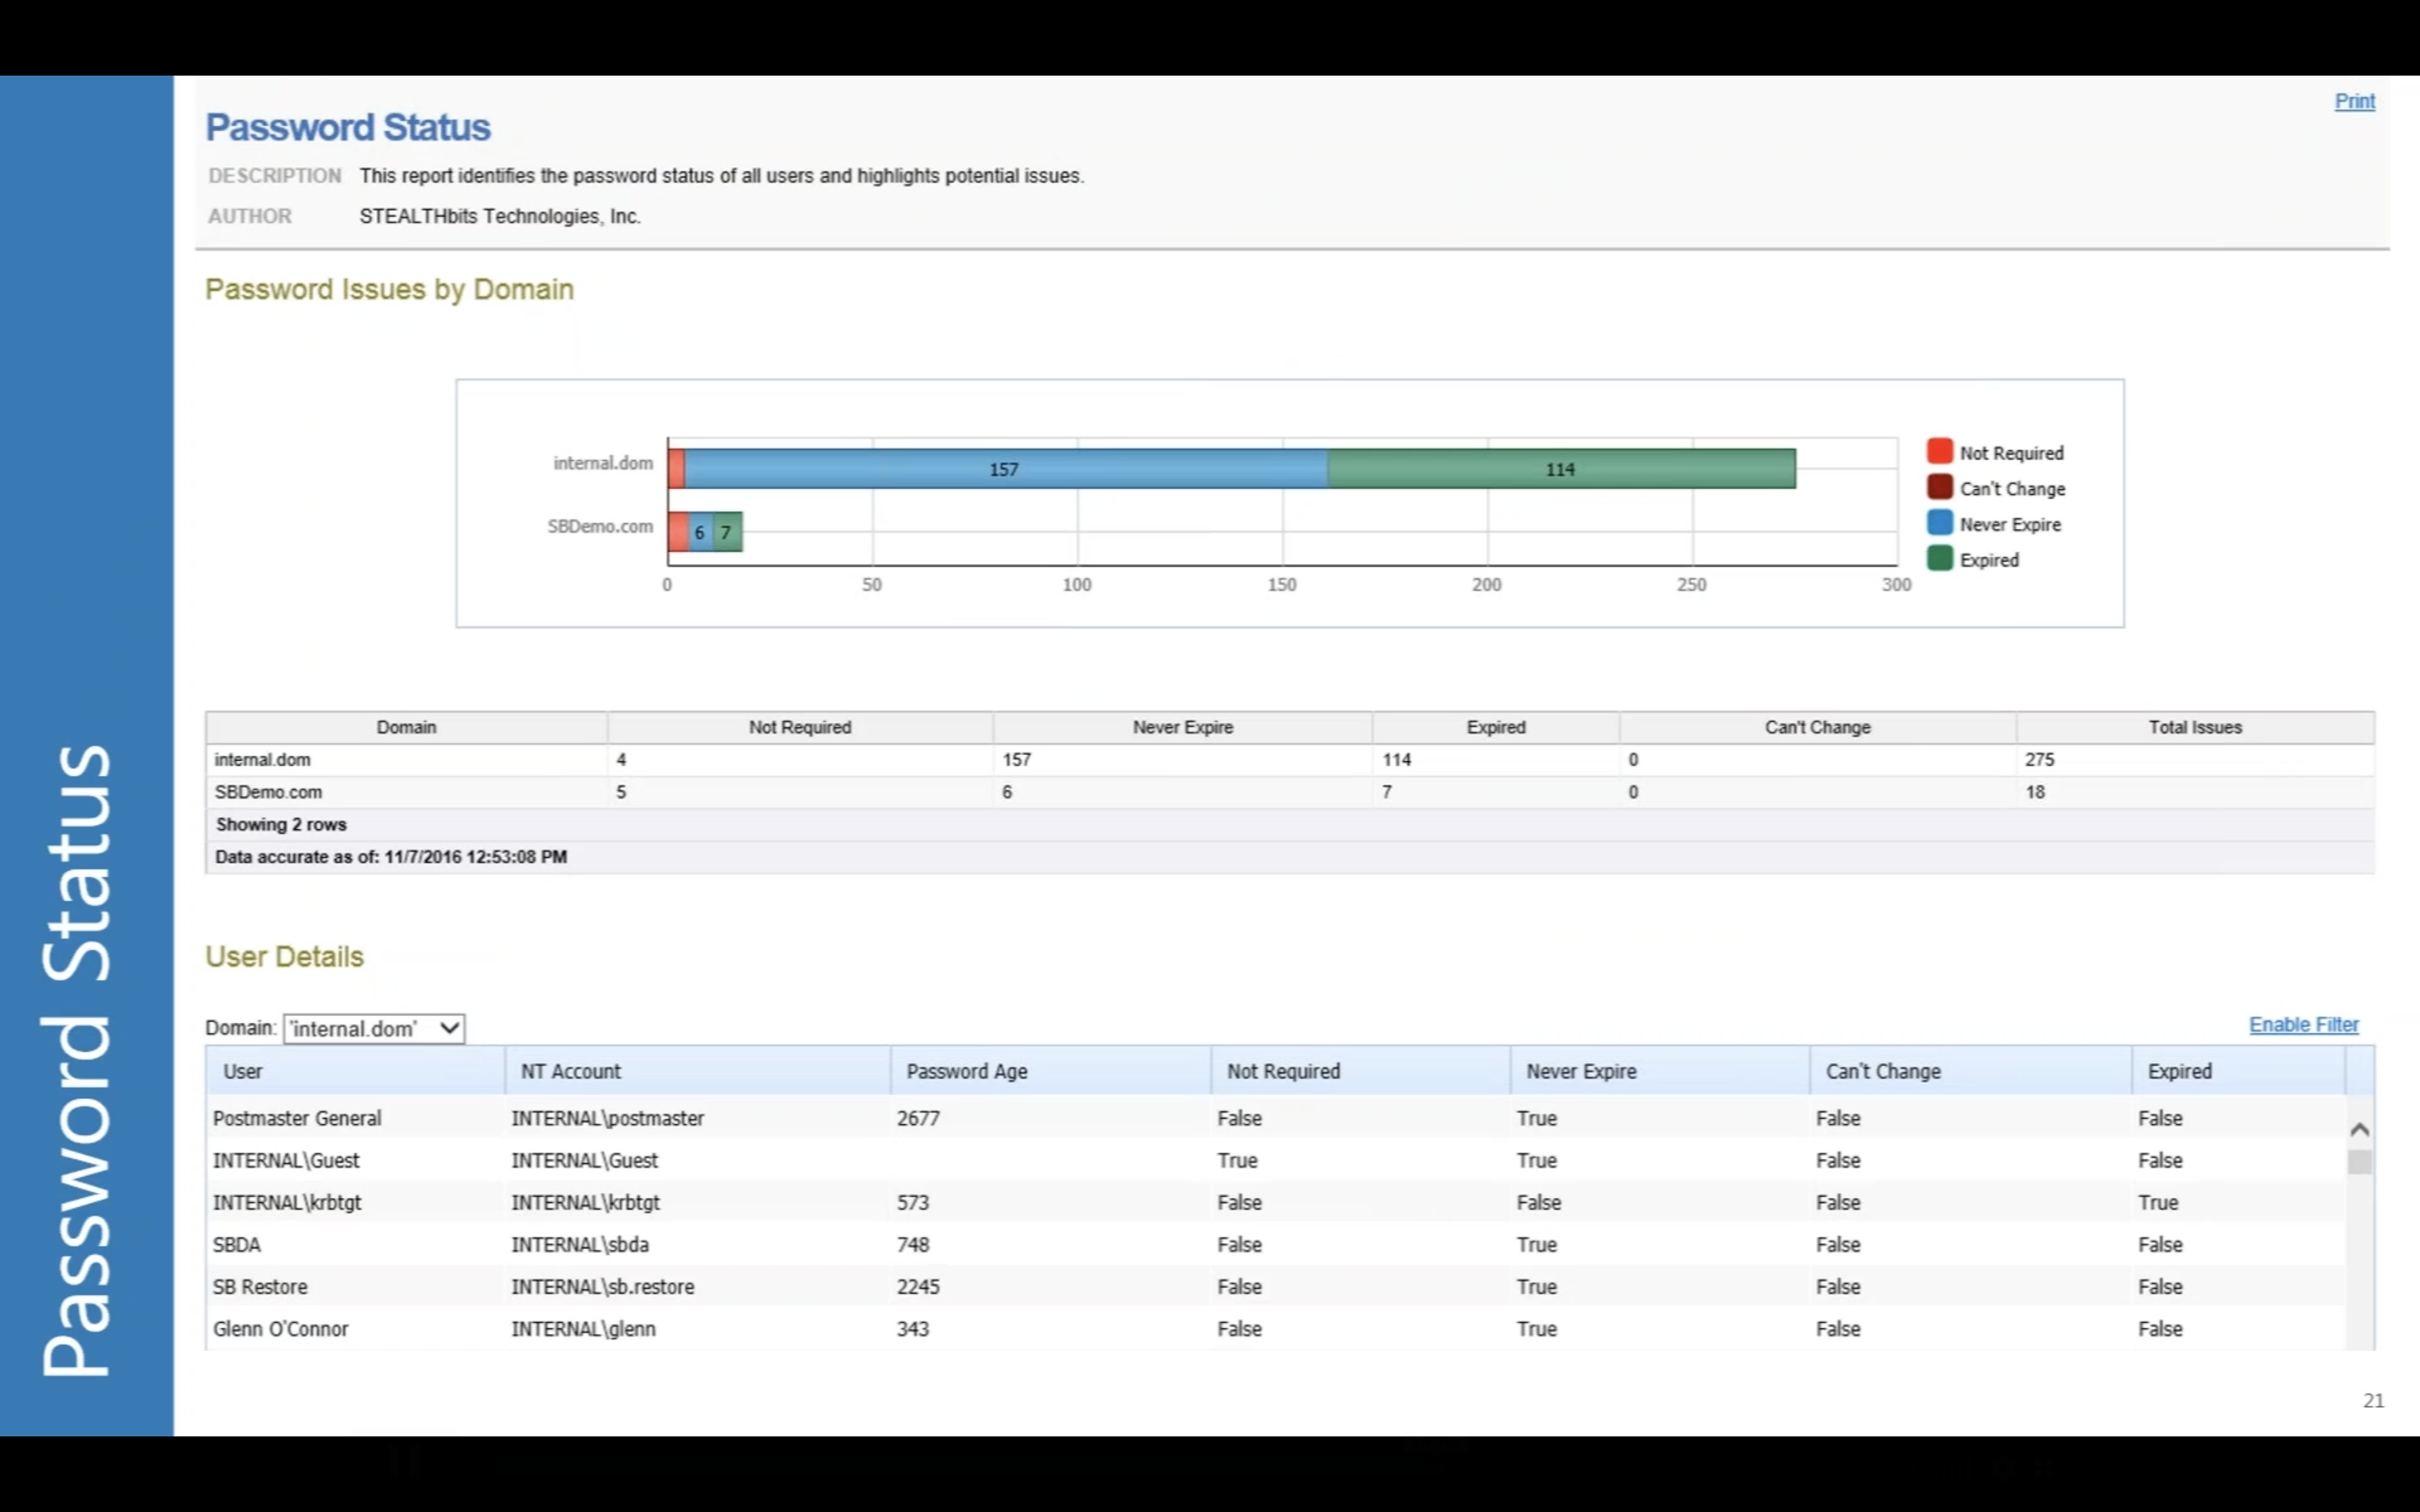 Password Status
Print
Password Status
DESCRIPTION This report identifies the password status of all users and highlights potential issues.
AUTHOR STEALTHbits Technologies, Inc.
Password Issues by Domain
internal.dom 157 114
SBDemo.com 6 7
0 50 100 150 200 250 300
Not Required
Can't Change
Never Expire
Expired
Domain Not Required Never Expire Expired Can't Change Total Issues
internal.dom 4 157 114 0 275
SBDemo.com 5 6 7 0 18
Showing 2 rows
Data accurate as of: 11/7/2016 12:53:08 PM
User Details
Domain: 'internal.dom'
Enable Filter
User NT Account Password Age Not Required Never Expire Can't Change Expired
Postmaster General INTERNAL\postmaster 2677 False True False False
INTERNAL\Guest INTERNAL\Guest True True False False
INTERNAL\krbtgt INTERNAL\krbtgt 573 False False False True
SBDA INTERNAL\sbda 748 False True False False
SB Restore INTERNAL\sb.restore 2245 False True False False
Glenn O'Connor INTERNAL\glenn 343 False True False False
21